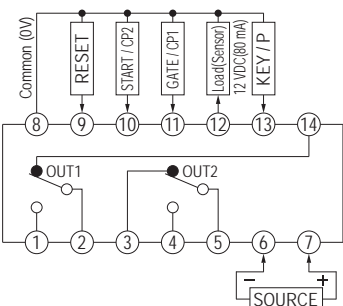 Common (0V)
RESET
START / CP2
GATE / CP1
Load(Sensor)
12 VDC(80 mA)
KEY / P
8 9 10 11 12 13 14
OUT1 OUT2
1 2 3 4 5 6 7
− +
SOURCE